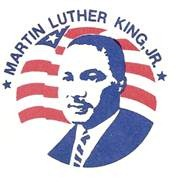 ★ MARTIN LUTHER KING, JR. ★